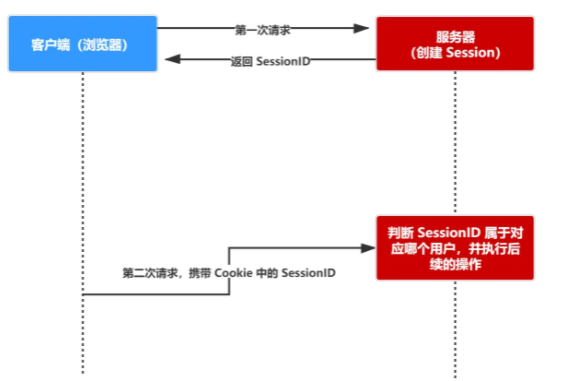 客户端（浏览器）
第一次请求
服务器
（创建 Session）
返回 SessionID
判断 SessionID 属于对
应哪个用户，并执行后
续的操作
第二次请求，携带 Cookie 中的 SessionID